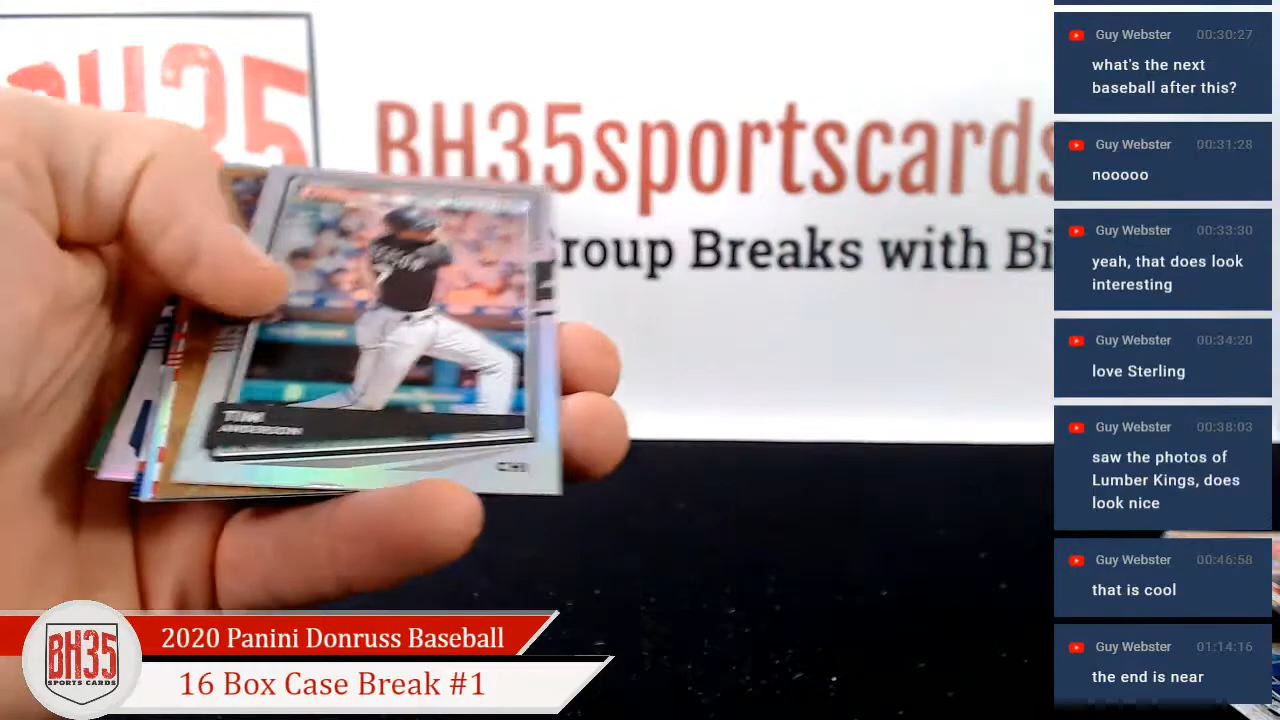 BH35
BH35sportscards
Group Breaks with Bi
TIM
ANDERSON
CHI
BH35
SPORTS CARDS
2020 Panini Donruss Baseball
16 Box Case Break #1
Guy Webster 00:30:27
what's the next
baseball after this?
Guy Webster 00:31:28
nooooo
Guy Webster 00:33:30
yeah, that does look
interesting
Guy Webster 00:34:20
love Sterling
Guy Webster 00:38:03
saw the photos of
Lumber Kings, does
look nice
Guy Webster 00:46:58
that is cool
Guy Webster 01:14:16
the end is near